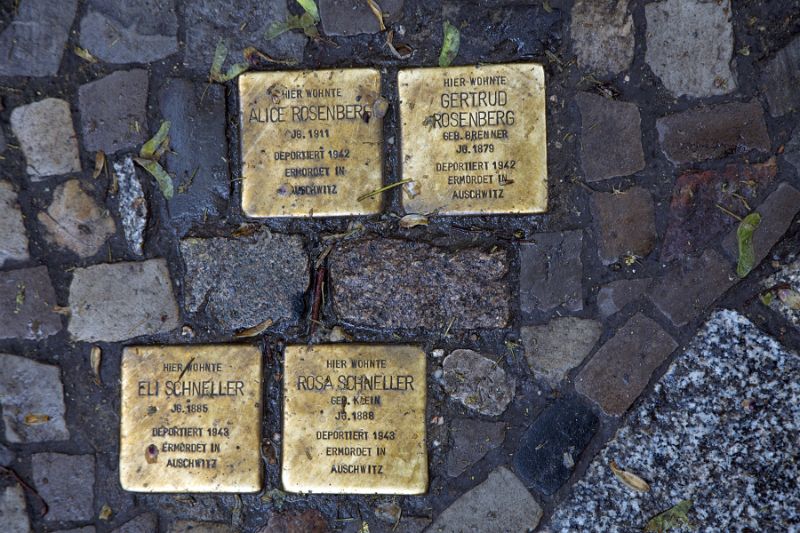 HIER WOHNTE
ALICE ROSENBERG
JG. 1911
DEPORTIERT 1942
ERMORDET IN
AUSCHWITZ
HIER WOHNTE
GERTRUD
ROSENBERG
GEB. BRENNER
JG. 1879
DEPORTIERT 1942
ERMORDET IN
AUSCHWITZ
HIER WOHNTE
ELI SCHNELLER
JG. 1885
DEPORTIERT 1943
ERMORDET IN
AUSCHWITZ
HIER WOHNTE
ROSA SCHNELLER
GEB. KLEIN
JG. 1888
DEPORTIERT 1943
ERMORDET IN
AUSCHWITZ